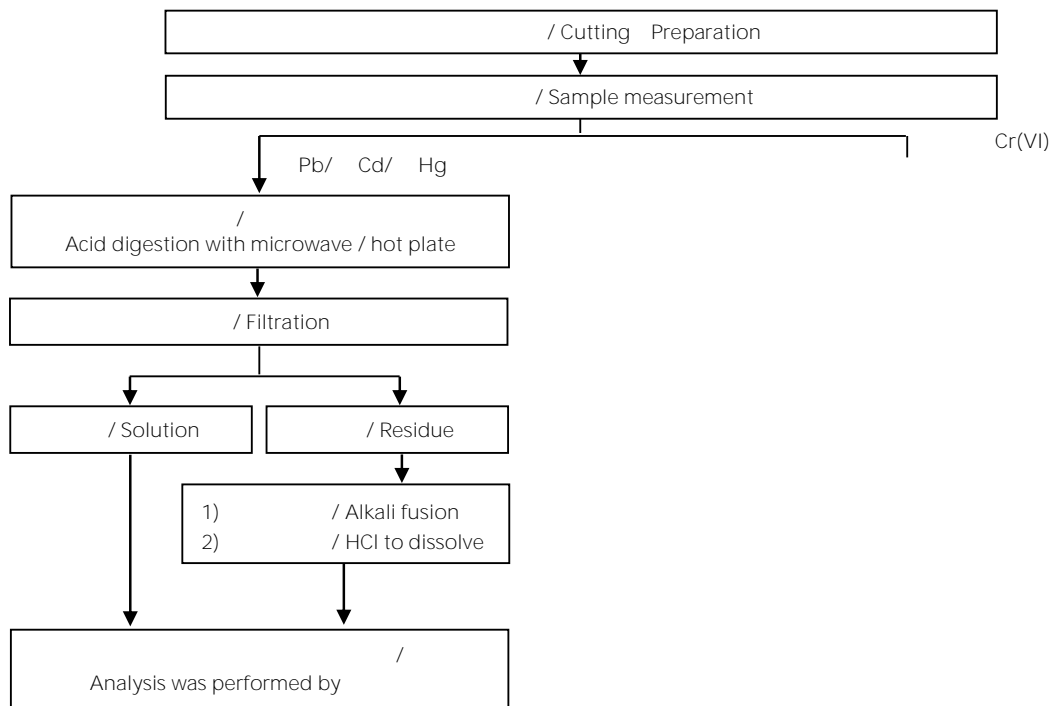 / Cutting Preparation
/ Sample measurement
Cr(VI)
Pb/ Cd/ Hg
/
Acid digestion with microwave / hot plate
/ Filtration
/ Solution
/ Residue
1) / Alkali fusion
2) / HCl to dissolve
/
Analysis was performed by